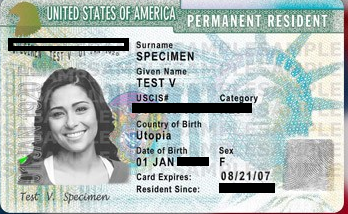 UNITED STATES OF AMERICA
PERMANENT RESIDENT
Surname
SPECIMEN
Given Name
TEST V
USCIS# Category
Country of Birth
Utopia
Date of Birth Sex
01 JAN F
Card Expires: 08/21/07
Resident Since:
Test V. Specimen